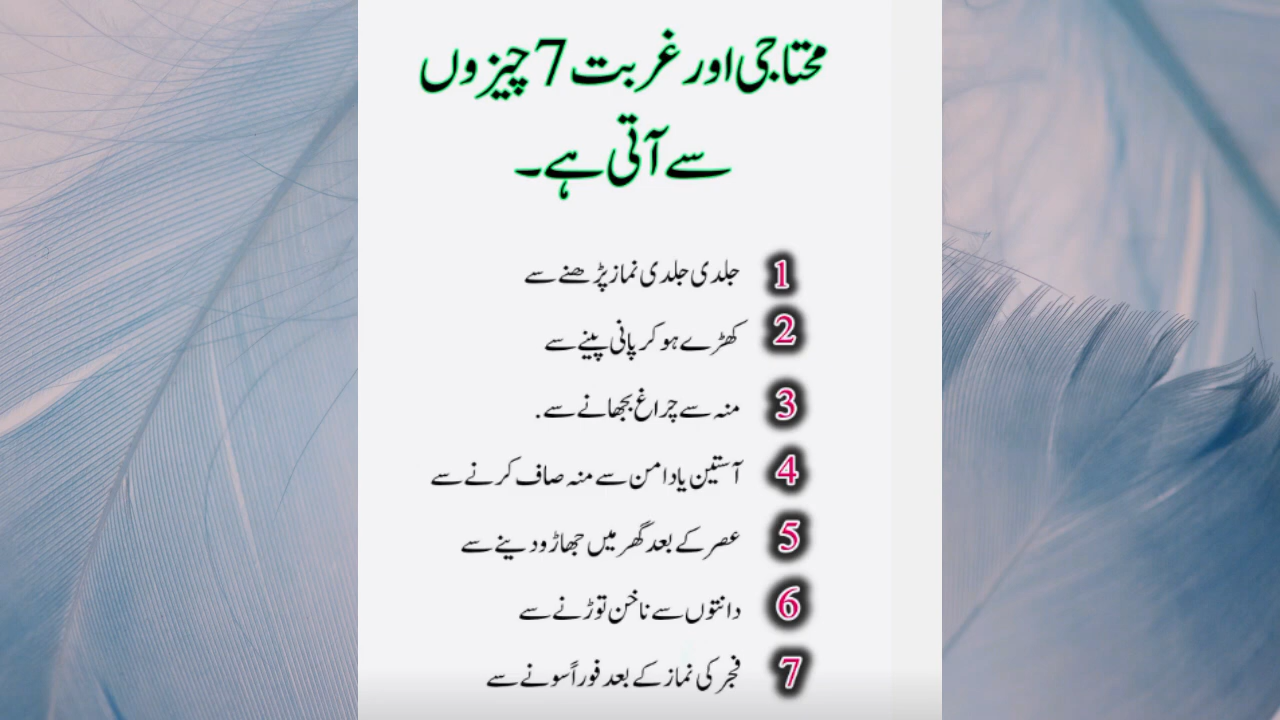 محتاجی اور غربت 7 چیزوں
سے آتی ہے۔
1 جلدی جلدی نماز پڑھنے سے
2 کھڑے ہو کر پانی پینے سے
3 منہ سے چراغ بجھانے سے.
4 آستین یا دامن سے منہ صاف کرنے سے
5 عصر کے بعد گھر میں جھاڑو دینے سے
6 دانتوں سے ناخن توڑنے سے
7 فجر کی نماز کے بعد فوراً سونے سے